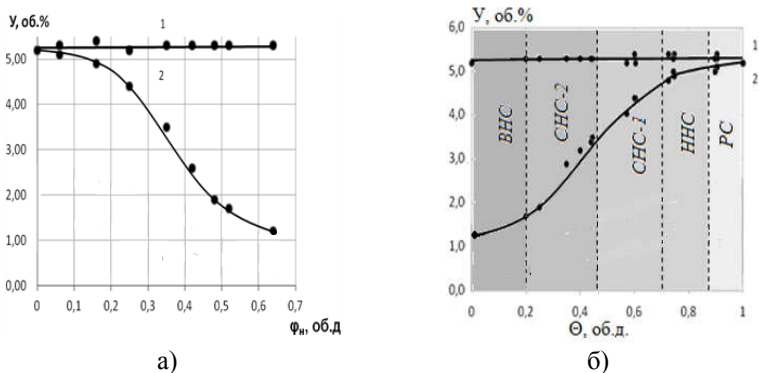 У, об.%
1
5,00
2
4,00
3,00
2,00
1,00
0,00
0 0,1 0,2 0,3 0,4 0,5 0,6 0,7
φн, об.д
а)
У, об.%
6,0
1
5,0
2
4,0
3,0
2,0
1,0
0,0
ВНС СНС-2 СНС-1 ННС РС
0 0,2 0,4 0,6 0,8 1
Θ, об.д.
б)